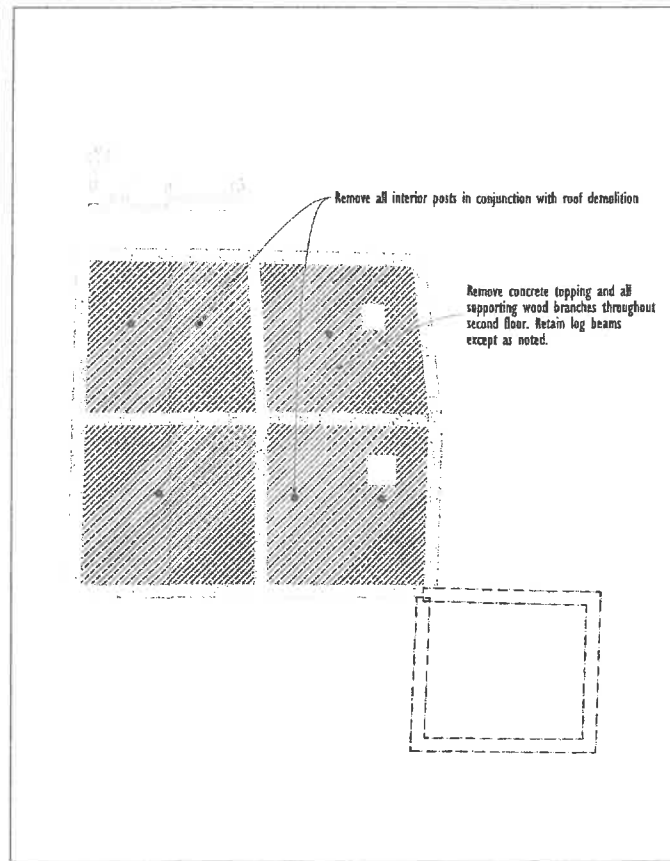 Remove all interior posts in conjunction with roof demolition
Remove concrete topping and all
supporting wood branches throughout
second floor. Retain log beams
except as noted.